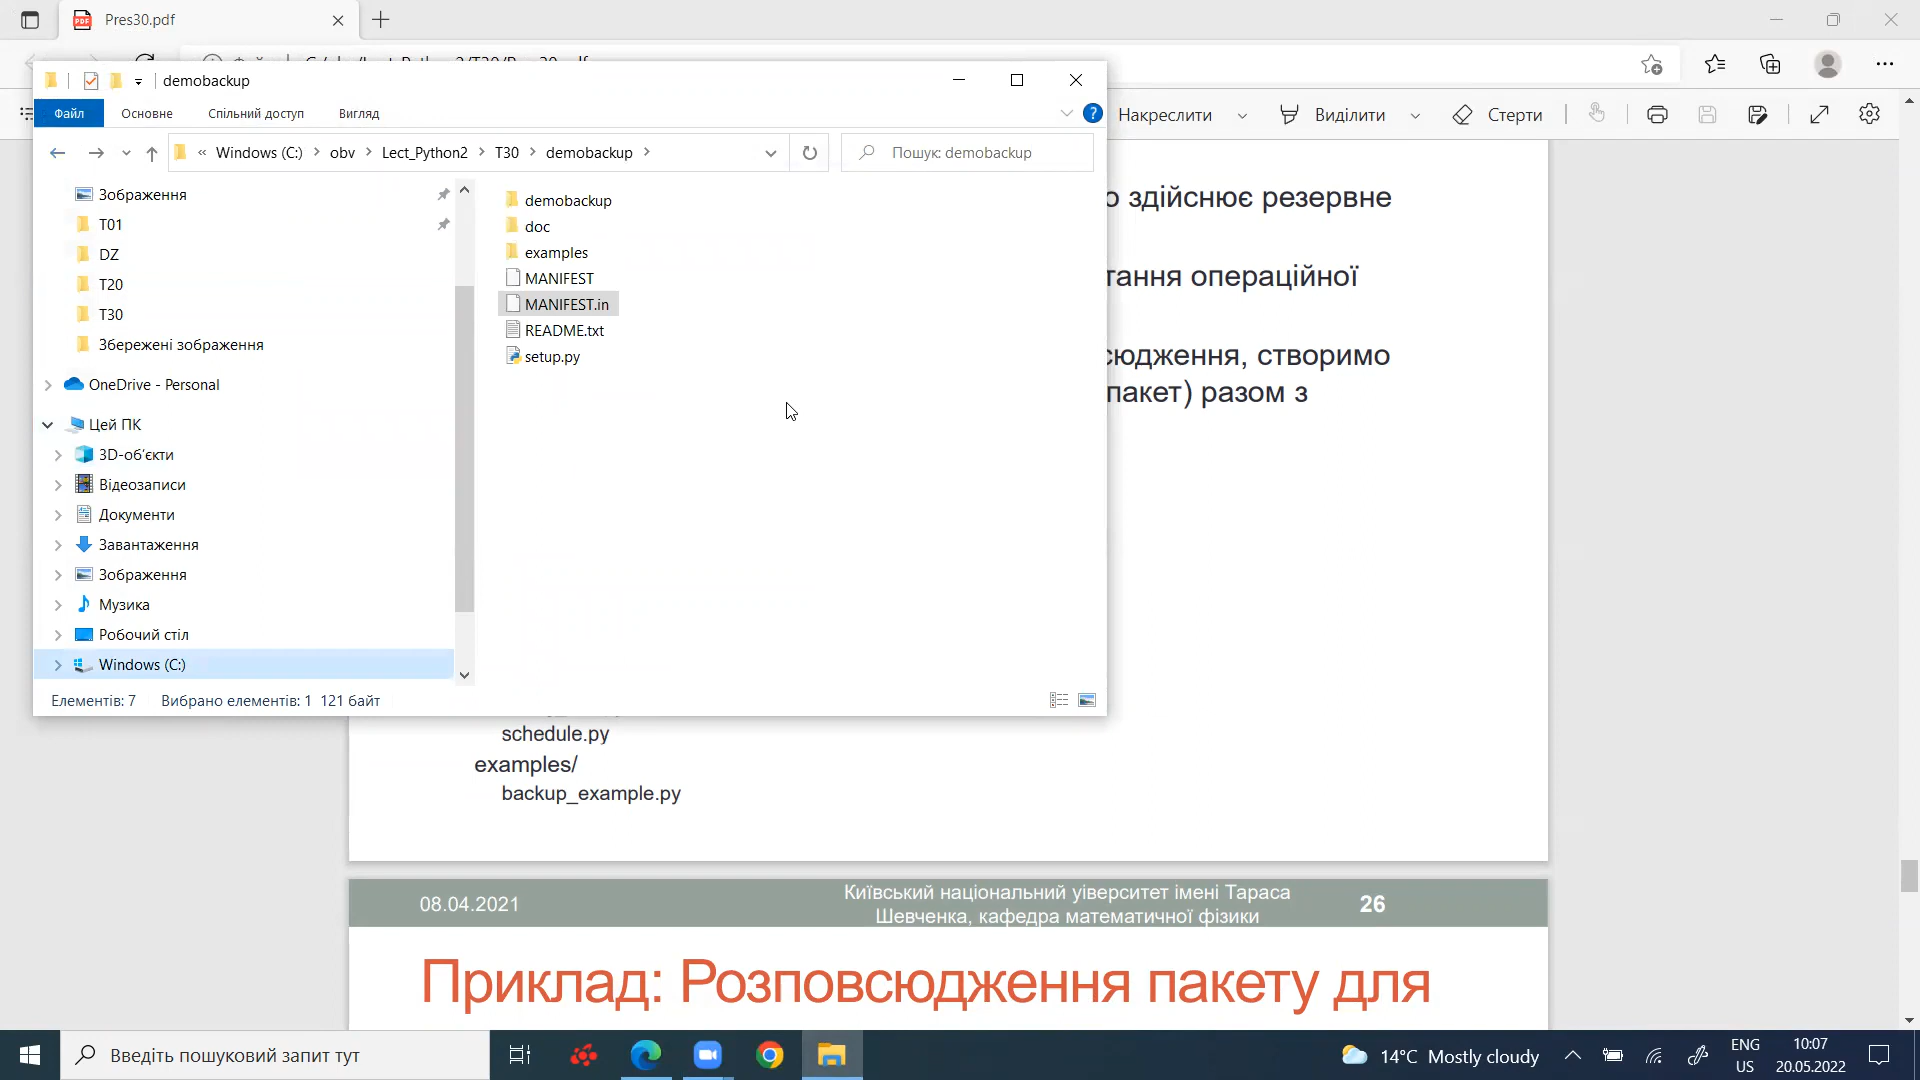 Pres30.pdf
demobackup
Файл
Основне
Спільний доступ
Вигляд
Накреслити
Виділити
Стерти
« Windows (C:) > obv > Lect_Python2 > T30 > demobackup >
Пошук: demobackup
Зображення
T01
DZ
T20
T30
Збережені зображення
OneDrive - Personal
Цей ПК
3D-об'єкти
Відеозаписи
Документи
Завантаження
Зображення
Музика
Робочий стіл
Windows (C:)
demobackup
doc
examples
MANIFEST
MANIFEST.in
README.txt
setup.py
Елементів: 7
Вибрано елементів: 1 121 байт
здійснює резервне
операційної
створимо
пакет) разом з
schedule.py
examples/
backup_example.py
08.04.2021
Київський національний уіверситет імені Тараса
Шевченка, кафедра математичної фізики
26
Приклад: Розповсюдження пакету для
Введіть пошуковий запит тут
14°C Mostly cloudy
ENG
US
10:07
20.05.2022